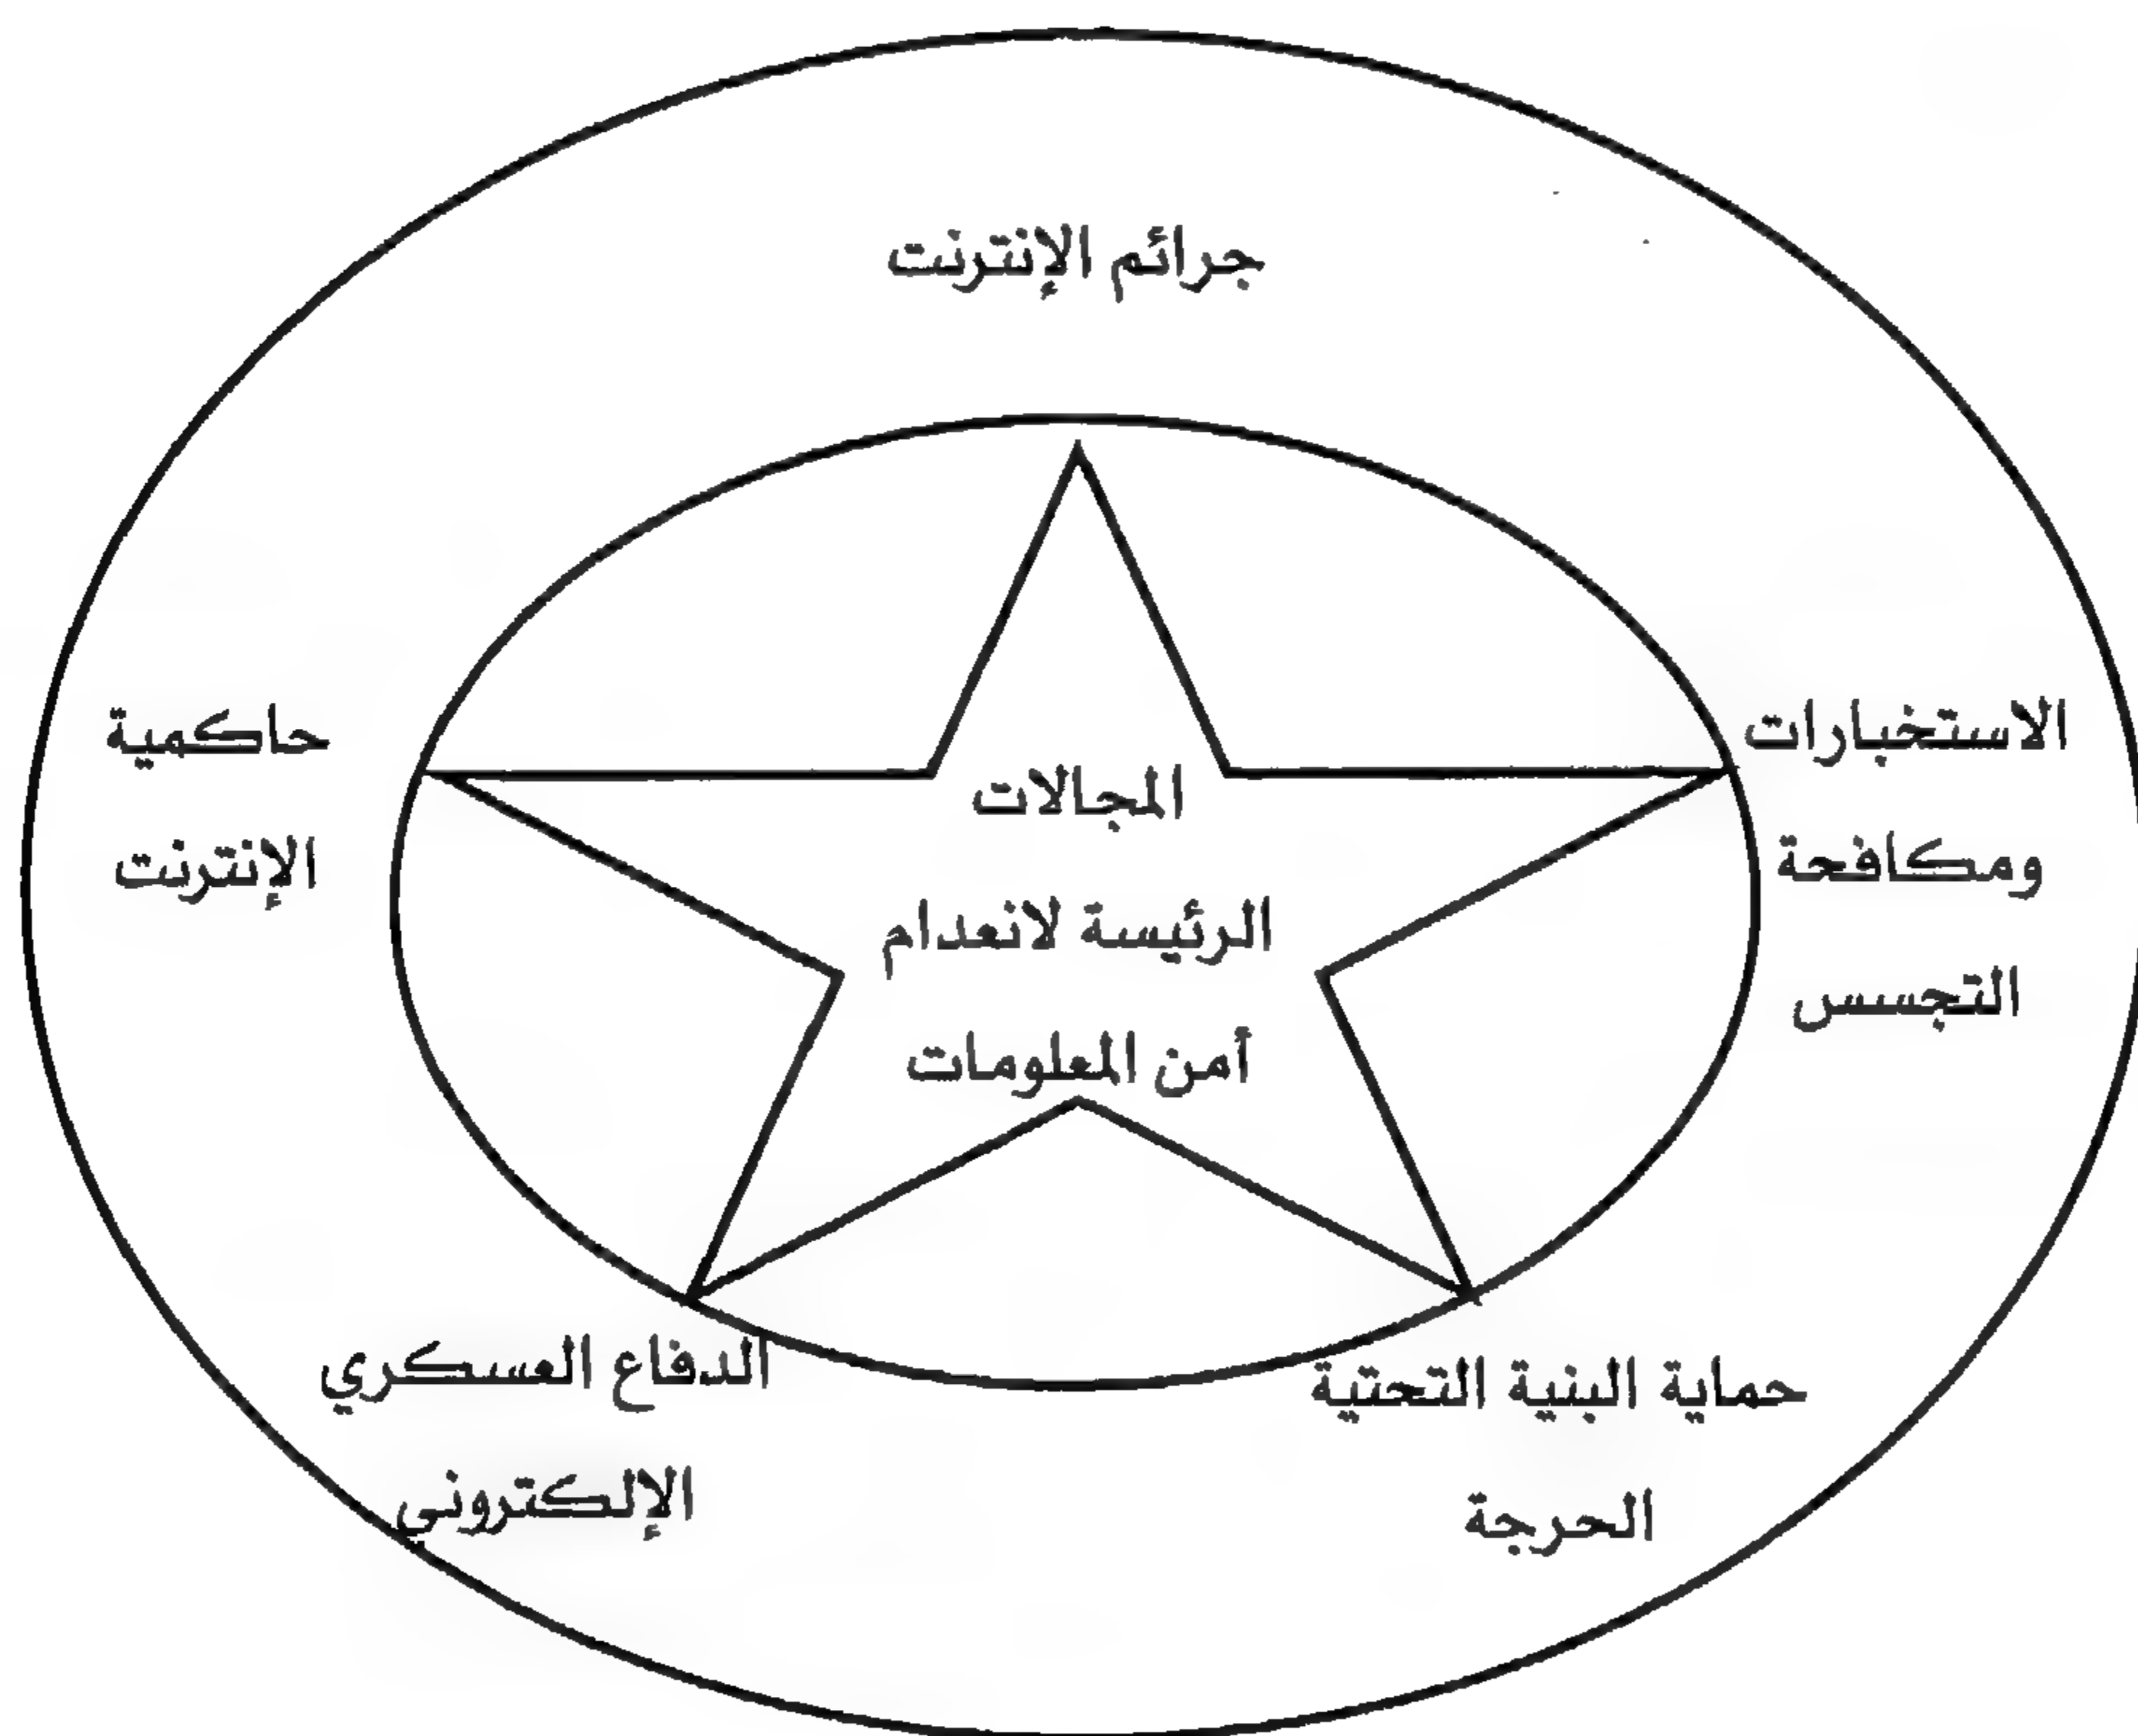 جرائم الإنترنت
الاستخبارات
ومكافحة
التجسس
حاكمية
الإنترنت
المجالات
الرئيسة لانعدام
أمن المعلومات
حماية البنية التحتية
الحرجة
الدفاع العسكري
الإلكتروني